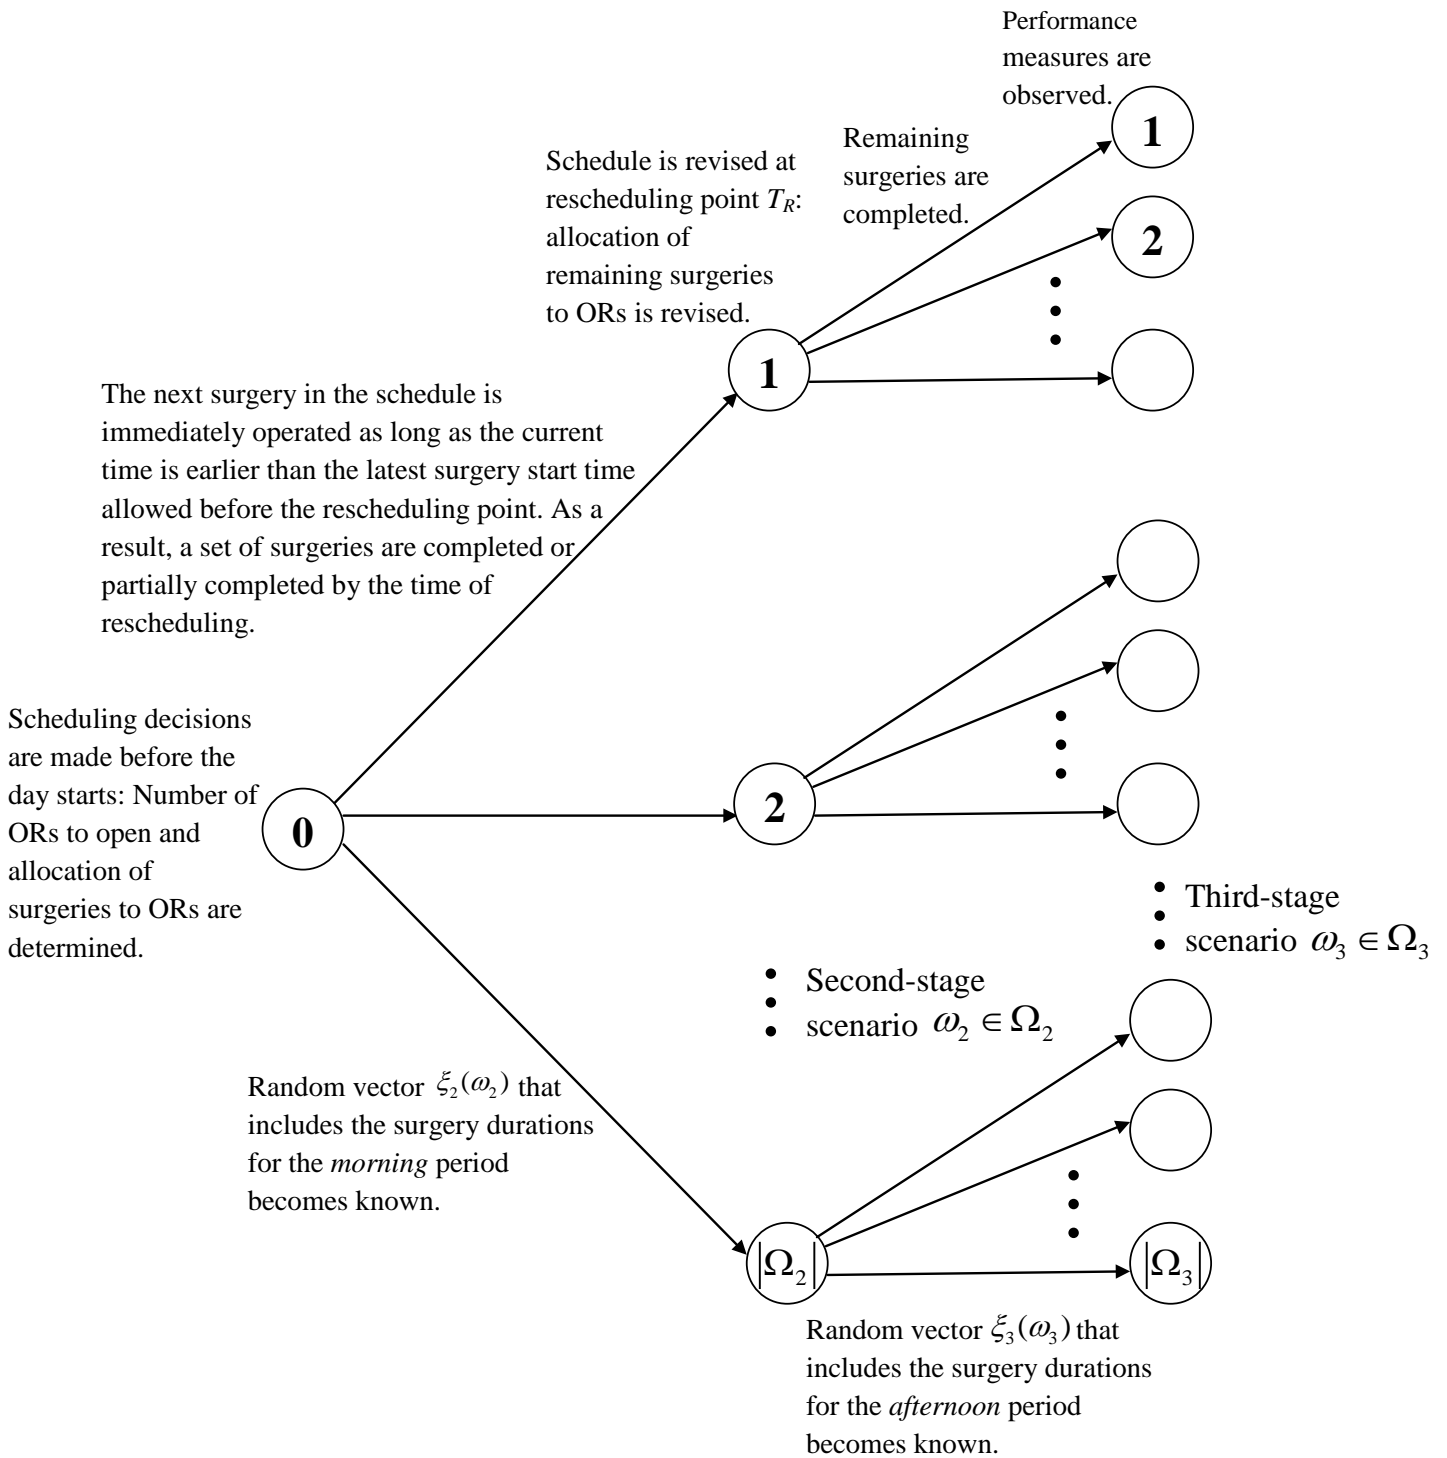 Performance
measures are
observed.
1
Remaining
surgeries are
completed.
Schedule is revised at
rescheduling point T_R:
allocation of
remaining surgeries
to ORs is revised.
2
1
The next surgery in the schedule is
immediately operated as long as the current
time is earlier than the latest surgery start time
allowed before the rescheduling point. As a
result, a set of surgeries are completed or
partially completed by the time of
rescheduling.
Scheduling decisions
are made before the
day starts: Number of
ORs to open and
allocation of
surgeries to ORs are
determined.
0
2
Third-stage
scenario ω₃ ∈ Ω₃
Second-stage
scenario ω₂ ∈ Ω₂
Random vector ξ₂(ω₂) that
includes the surgery durations
for the morning period
becomes known.
|Ω₂|
|Ω₃|
Random vector ξ₃(ω₃) that
includes the surgery durations
for the afternoon period
becomes known.